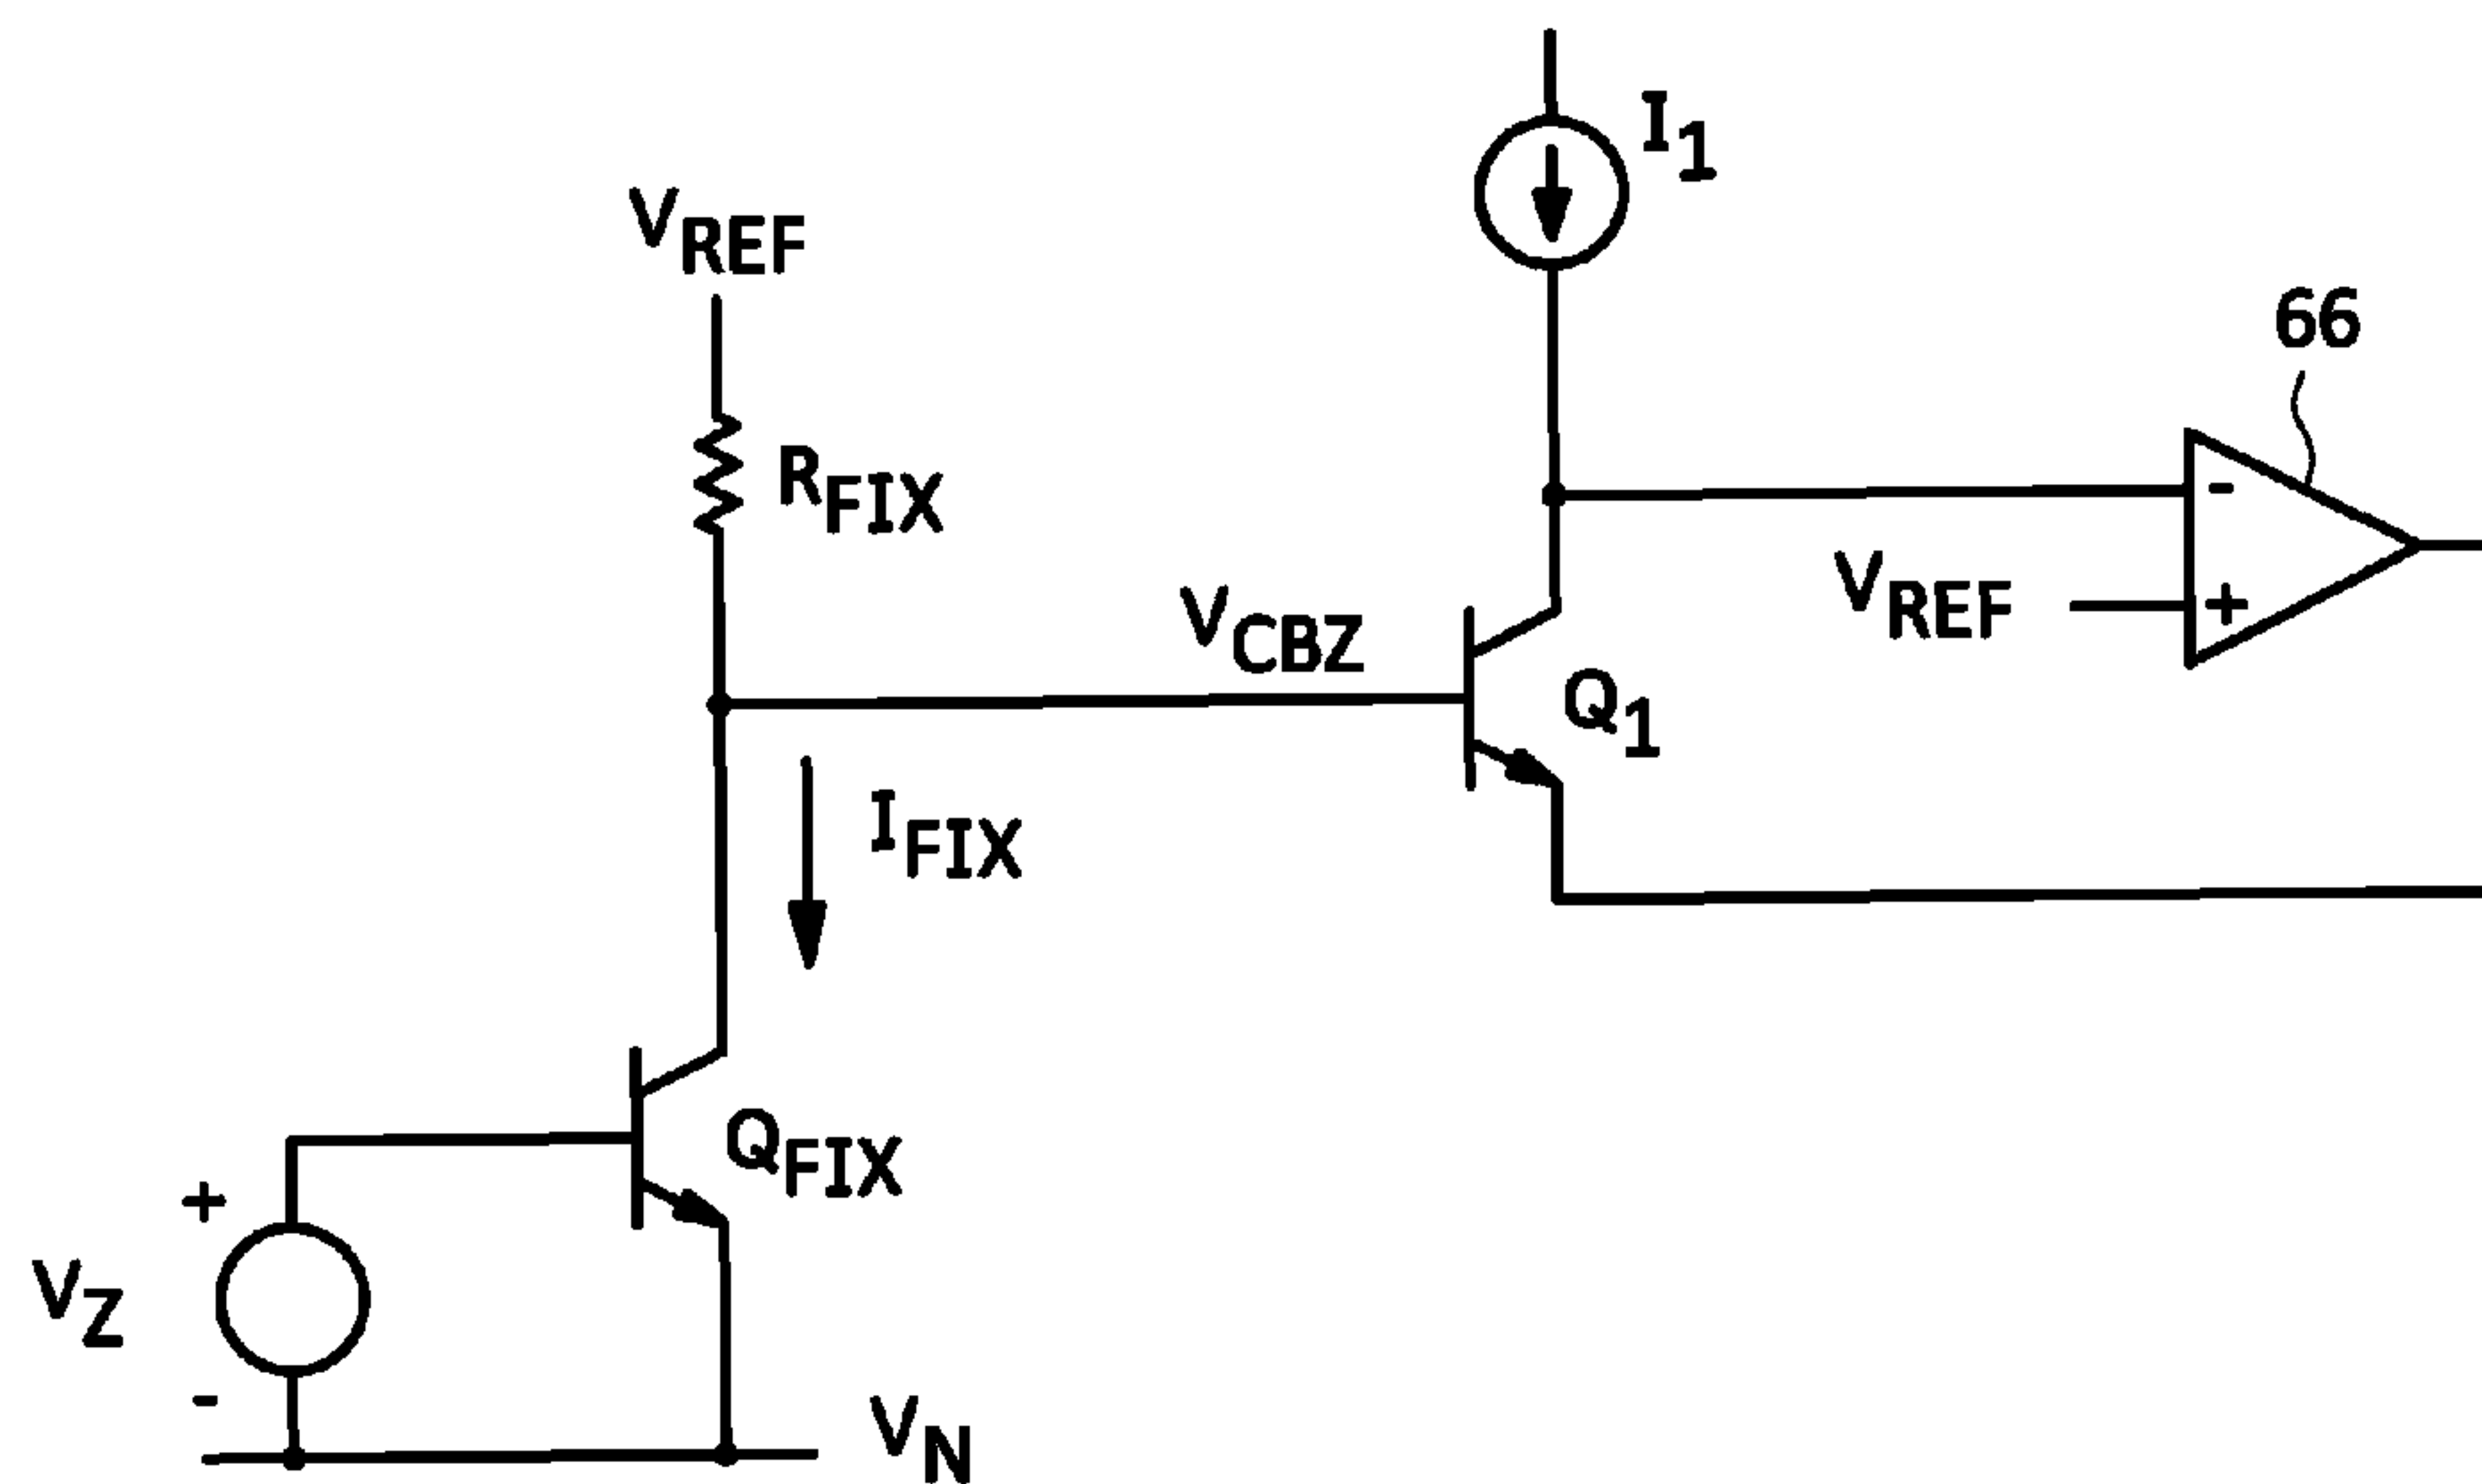 I1
VREF
66
RFIX
-
VREF
+
VCBZ
Q1
IFIX
QFIX
+
VZ
-
VN